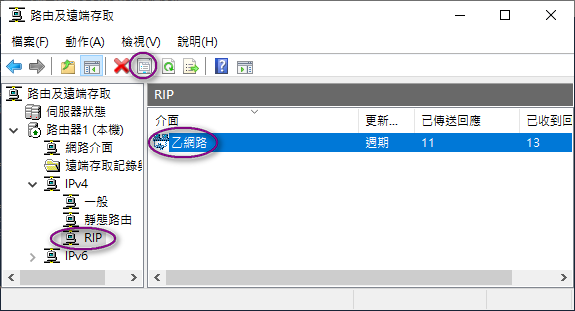 路由及遠端存取
檔案(F) 動作(A) 檢視(V) 說明(H)
路由及遠端存取
伺服器狀態
路由器1 (本機)
網路介面
遠端存取記錄
IPv4
一般
靜態路由
RIP
IPv6
RIP
介面 更新... 已傳送回應 已收到回
乙網路 週期 11 13